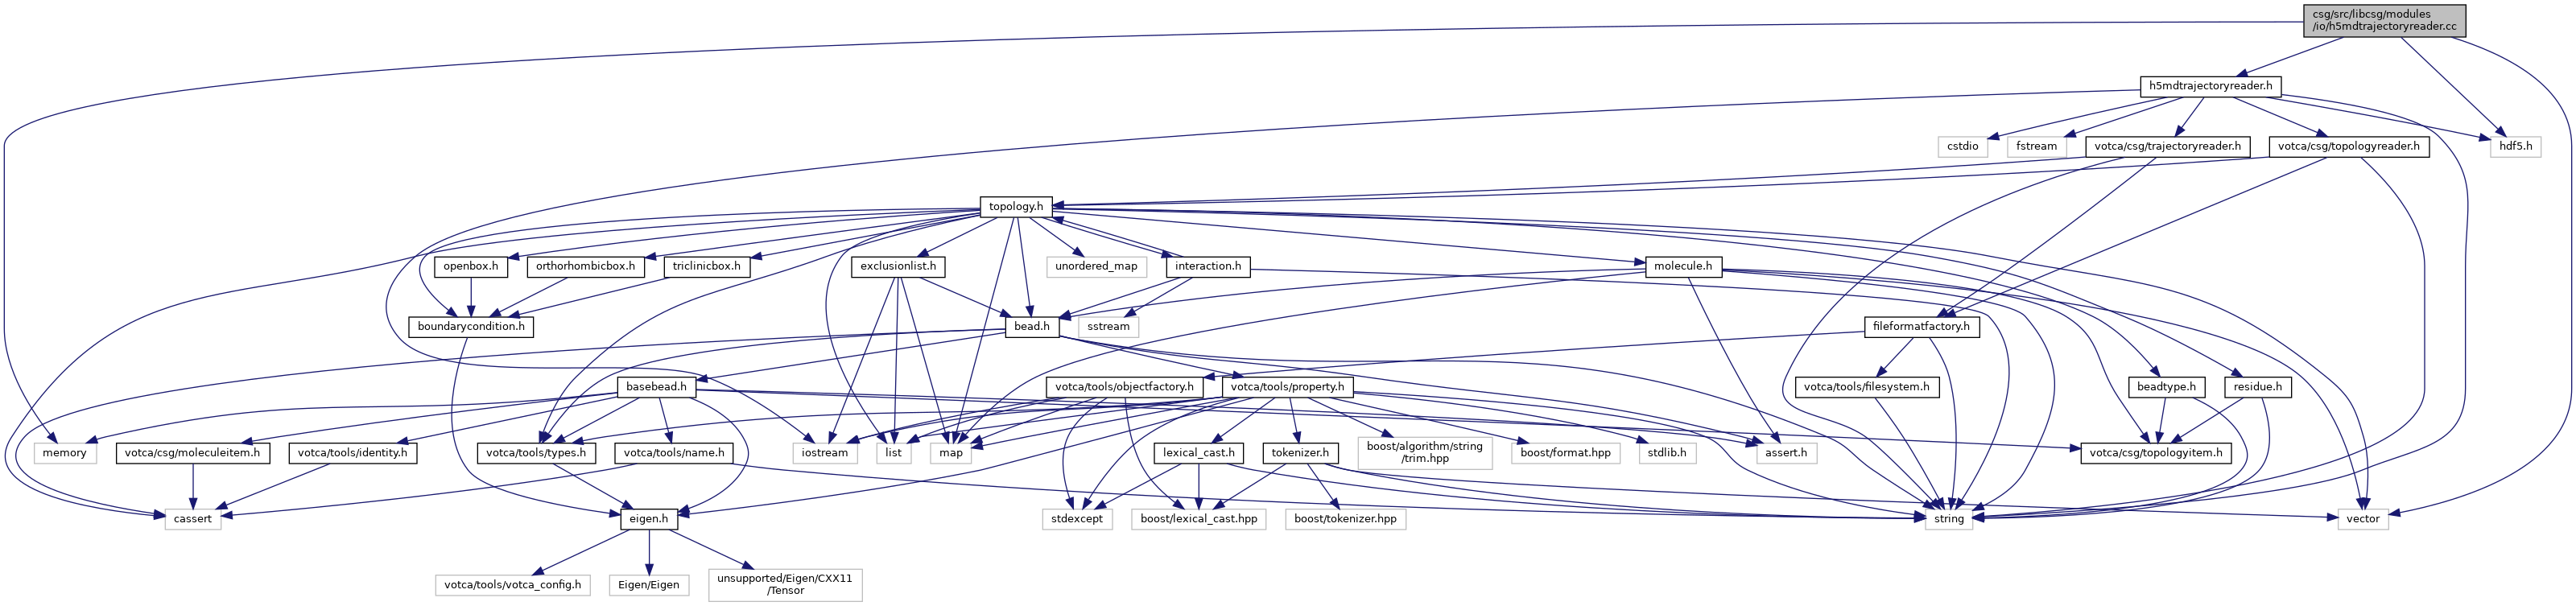 csg/src/libcsg/modules
/io/h5mdtrajectoryreader.cc
h5mdtrajectoryreader.h
cstdio
fstream
votca/csg/trajectoryreader.h
votca/csg/topologyreader.h
hdf5.h
topology.h
openbox.h
orthorhombicbox.h
triclinicbox.h
exclusionlist.h
unordered_map
interaction.h
molecule.h
boundarycondition.h
bead.h
sstream
fileformatfactory.h
basebead.h
votca/tools/objectfactory.h
votca/tools/property.h
votca/tools/filesystem.h
beadtype.h
residue.h
memory
votca/csg/moleculeitem.h
votca/tools/identity.h
votca/tools/types.h
votca/tools/name.h
iostream
list
map
lexical_cast.h
tokenizer.h
boost/algorithm/string
/trim.hpp
boost/format.hpp
stdlib.h
assert.h
votca/csg/topologyitem.h
cassert
eigen.h
stdexcept
boost/lexical_cast.hpp
boost/tokenizer.hpp
string
vector
votca/tools/votca_config.h
Eigen/Eigen
unsupported/Eigen/CXX11
/Tensor